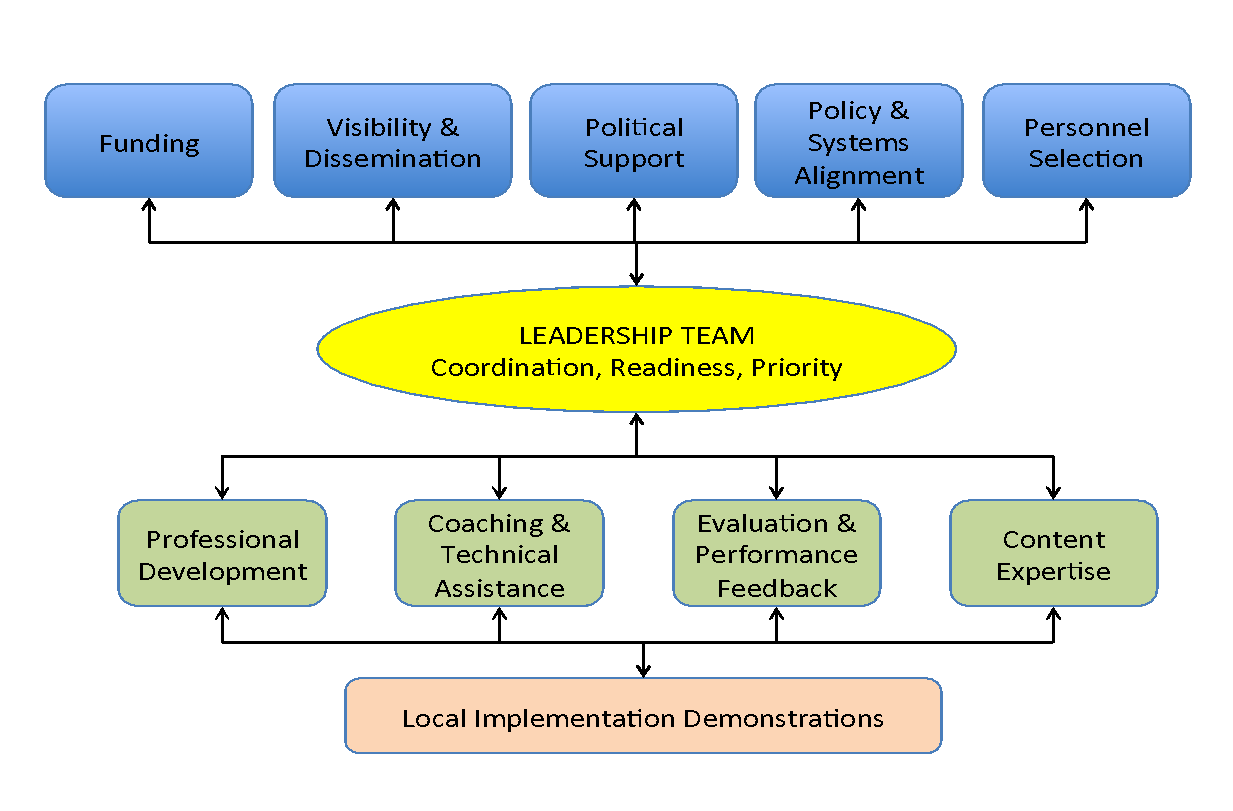 Funding
Visibility &
Dissemination
Political
Support
Policy &
Systems
Alignment
Personnel
Selection
LEADERSHIP TEAM
Coordination, Readiness, Priority
Professional
Development
Coaching &
Technical
Assistance
Evaluation &
Performance
Feedback
Content
Expertise
Local Implementation Demonstrations